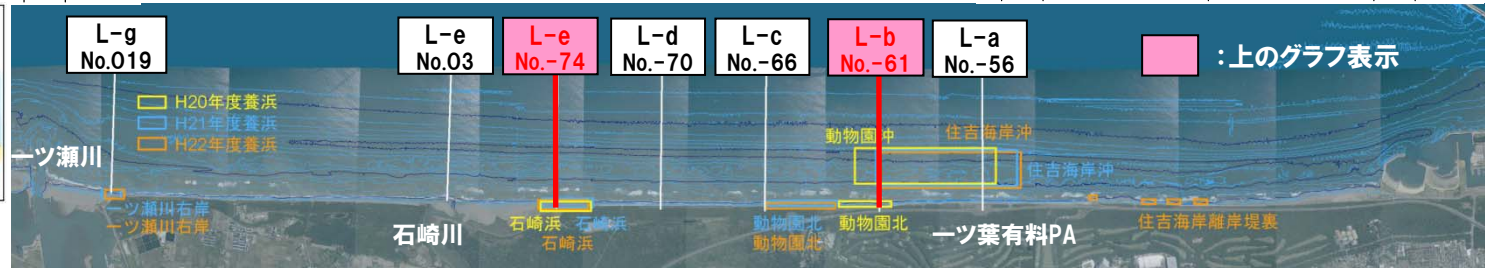 L-g
No.019
L-e
No.03
L-e
No.-74
L-d
No.-70
L-c
No.-66
L-b
No.-61
L-a
No.-56
：上のグラフ表示
H20年度養浜
H21年度養浜
H22年度養浜
動物園沖
住吉海岸沖
一ツ瀬川
住吉海岸沖
一ツ瀬川右岸
一ツ瀬川右岸
石崎川
石崎浜
石崎浜
石崎浜
動物園北
動物園北
動物園北
一ツ葉有料PA
住吉海岸離岸堤裏